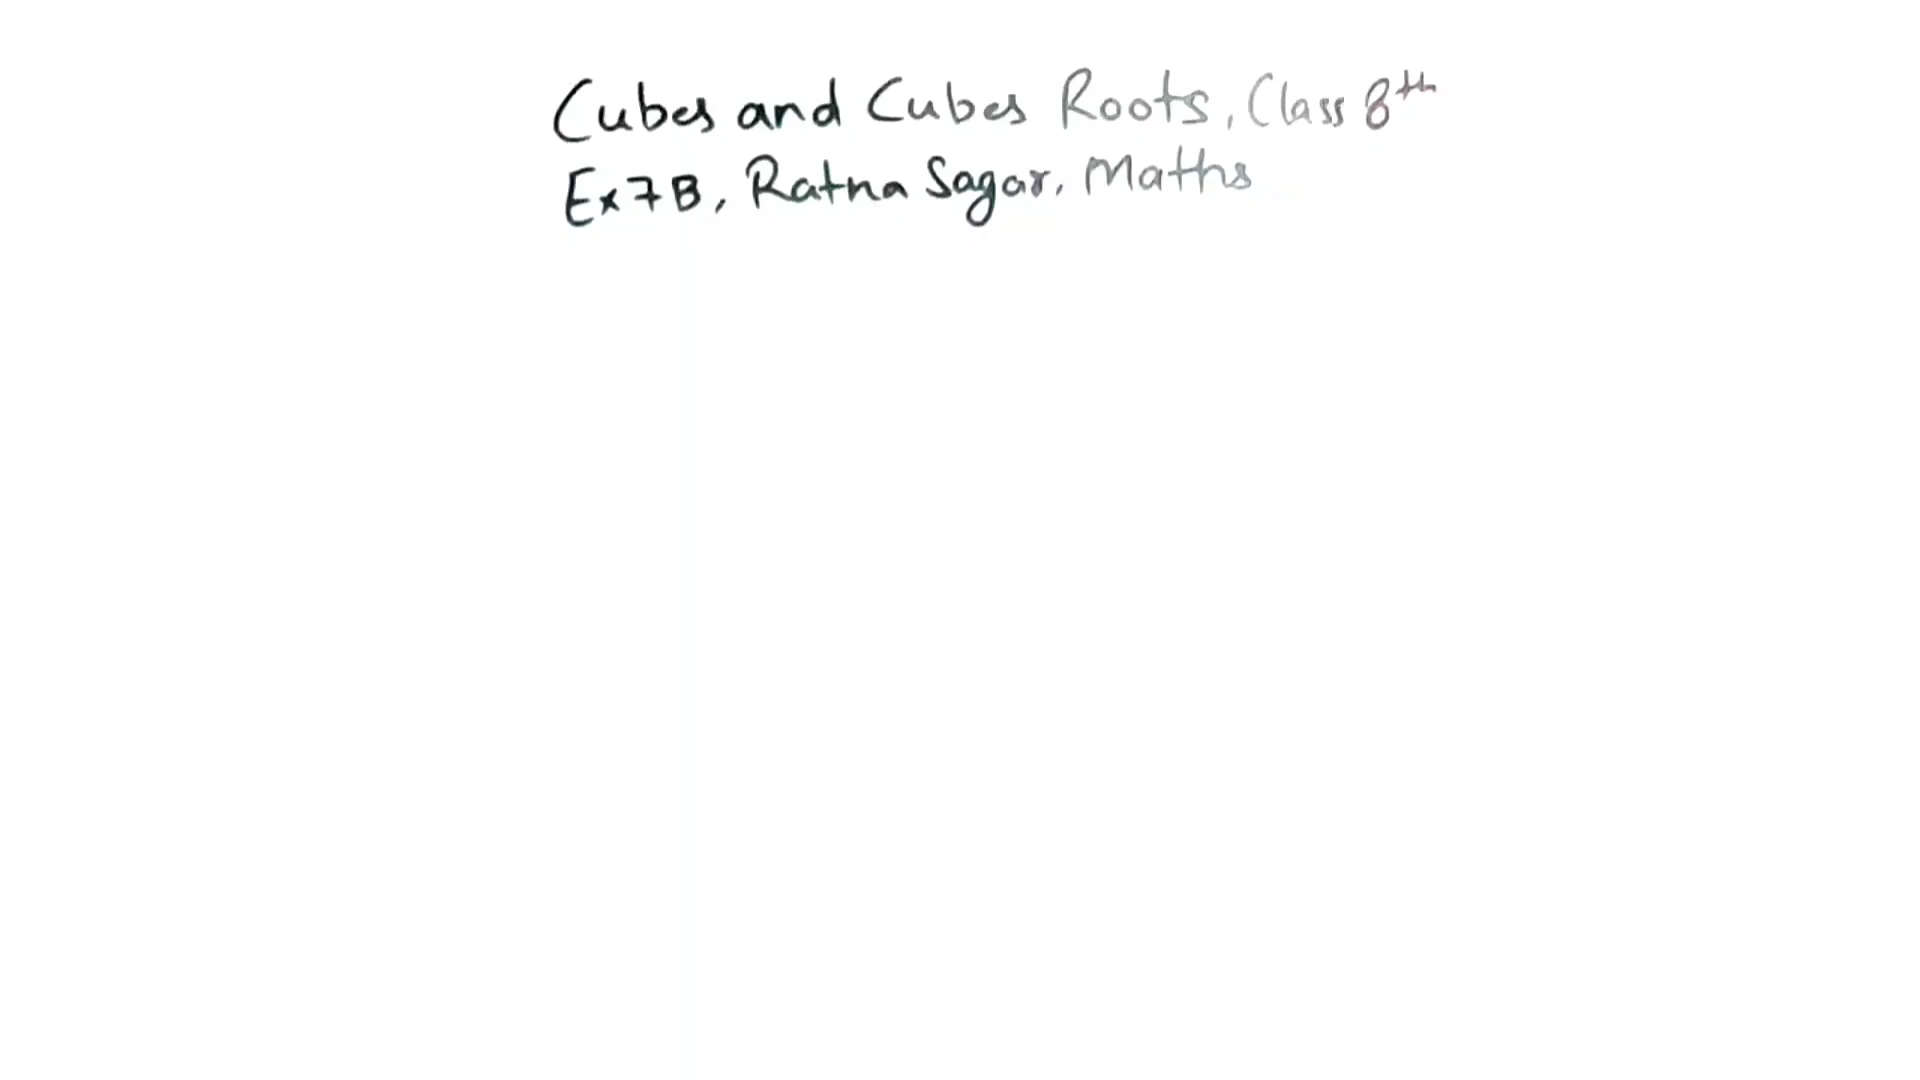 Cubes and Cubes Roots, Class 8th
Ex 7B, Ratna Sagar, Maths